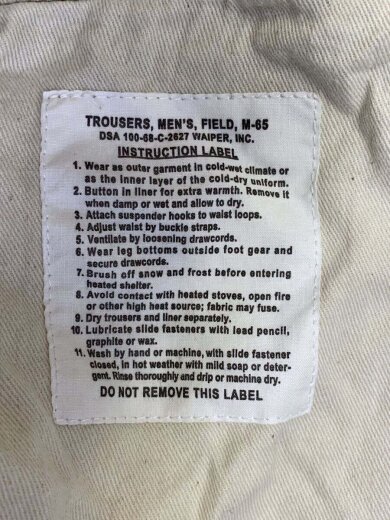 TROUSERS, MEN'S, FIELD, M-65
DSA 100-68-C-2627 WAIPER, INC.
INSTRUCTION LABEL
1. Wear as outer garment in cold-wet climate or
as the inner layer of the cold-dry uniform.
2. Button in liner for extra warmth. Remove it
when damp or wet and allow to dry.
3. Attach suspender hooks to waist loops.
4. Adjust waist by buckle straps.
5. Ventilate by loosening drawcords.
6. Wear leg bottoms outside foot gear and
secure drawcords.
7. Brush off snow and frost before entering
heated shelter.
8. Avoid contact with heated stoves, open fire
or other high heat source; fabric may fuse.
9. Dry trousers and liner separately.
10. Lubricate slide fasteners with lead pencil,
graphite or wax.
11. Wash by hand or machine, with slide fastener
closed, in hot weather with mild soap or deter-
gent. Rinse thoroughly and drip or machine dry.
DO NOT REMOVE THIS LABEL